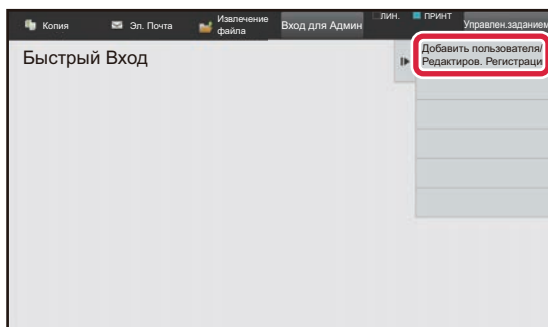 Копия
Эл. Почта
Извлечение
файла
Вход для Админ
ЛИН.
ПРИНТ
Управлен.заданием
Быстрый Вход
Добавить пользователя/
Редактиров. Регистраци